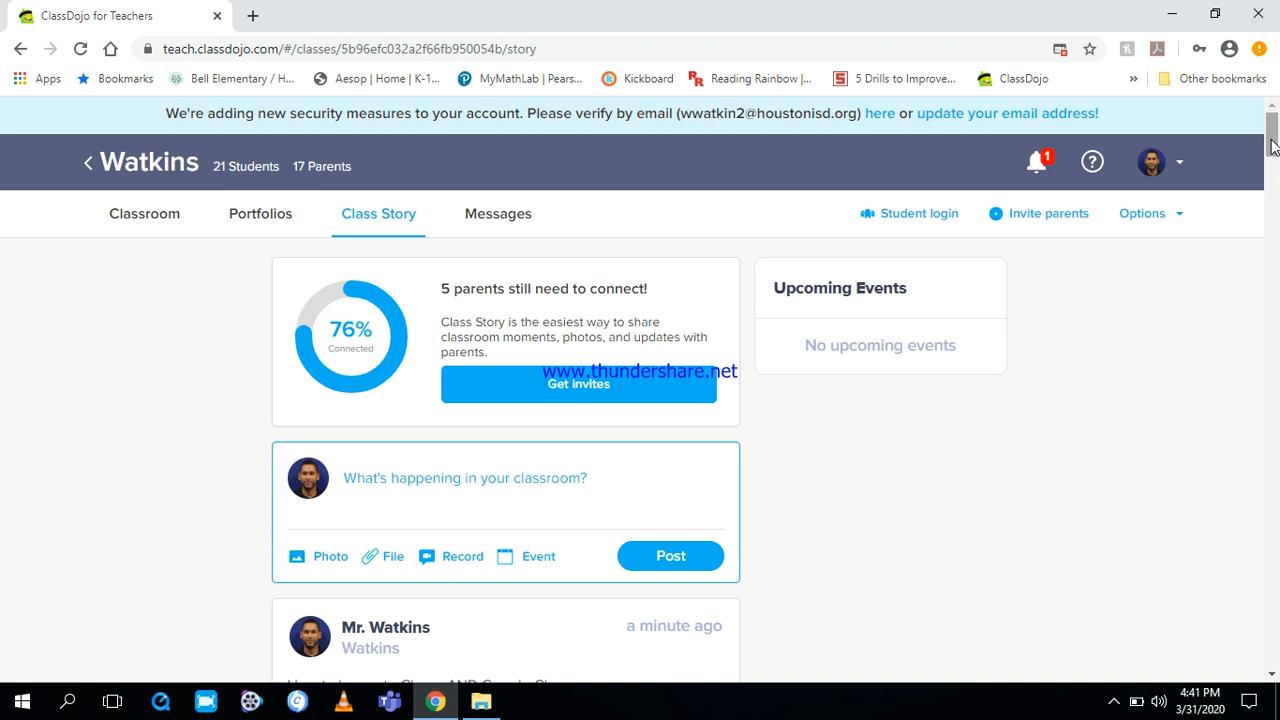 ClassDojo for Teachers
teach.classdojo.com/#/classes/5b96efc032a2f66fb950054b/story
Apps Bookmarks Bell Elementary / H... Aesop | Home | K-1... MyMathLab | Pears... Kickboard Reading Rainbow |... 5 Drills to Improve... ClassDojo » Other bookmarks
We're adding new security measures to your account. Please verify by email (wwatkin2@houstonisd.org) here or update your email address!
Watkins 21 Students 17 Parents
1
Classroom Portfolios Class Story Messages Student login Invite parents Options
5 parents still need to connect!
76%
Connected
Class Story is the easiest way to share
classroom moments, photos, and updates with
parents.
www.thundershare.net
Get invites
Upcoming Events
No upcoming events
What's happening in your classroom?
Photo File Record Event Post
Mr. Watkins a minute ago
Watkins
4:41 PM
3/31/2020